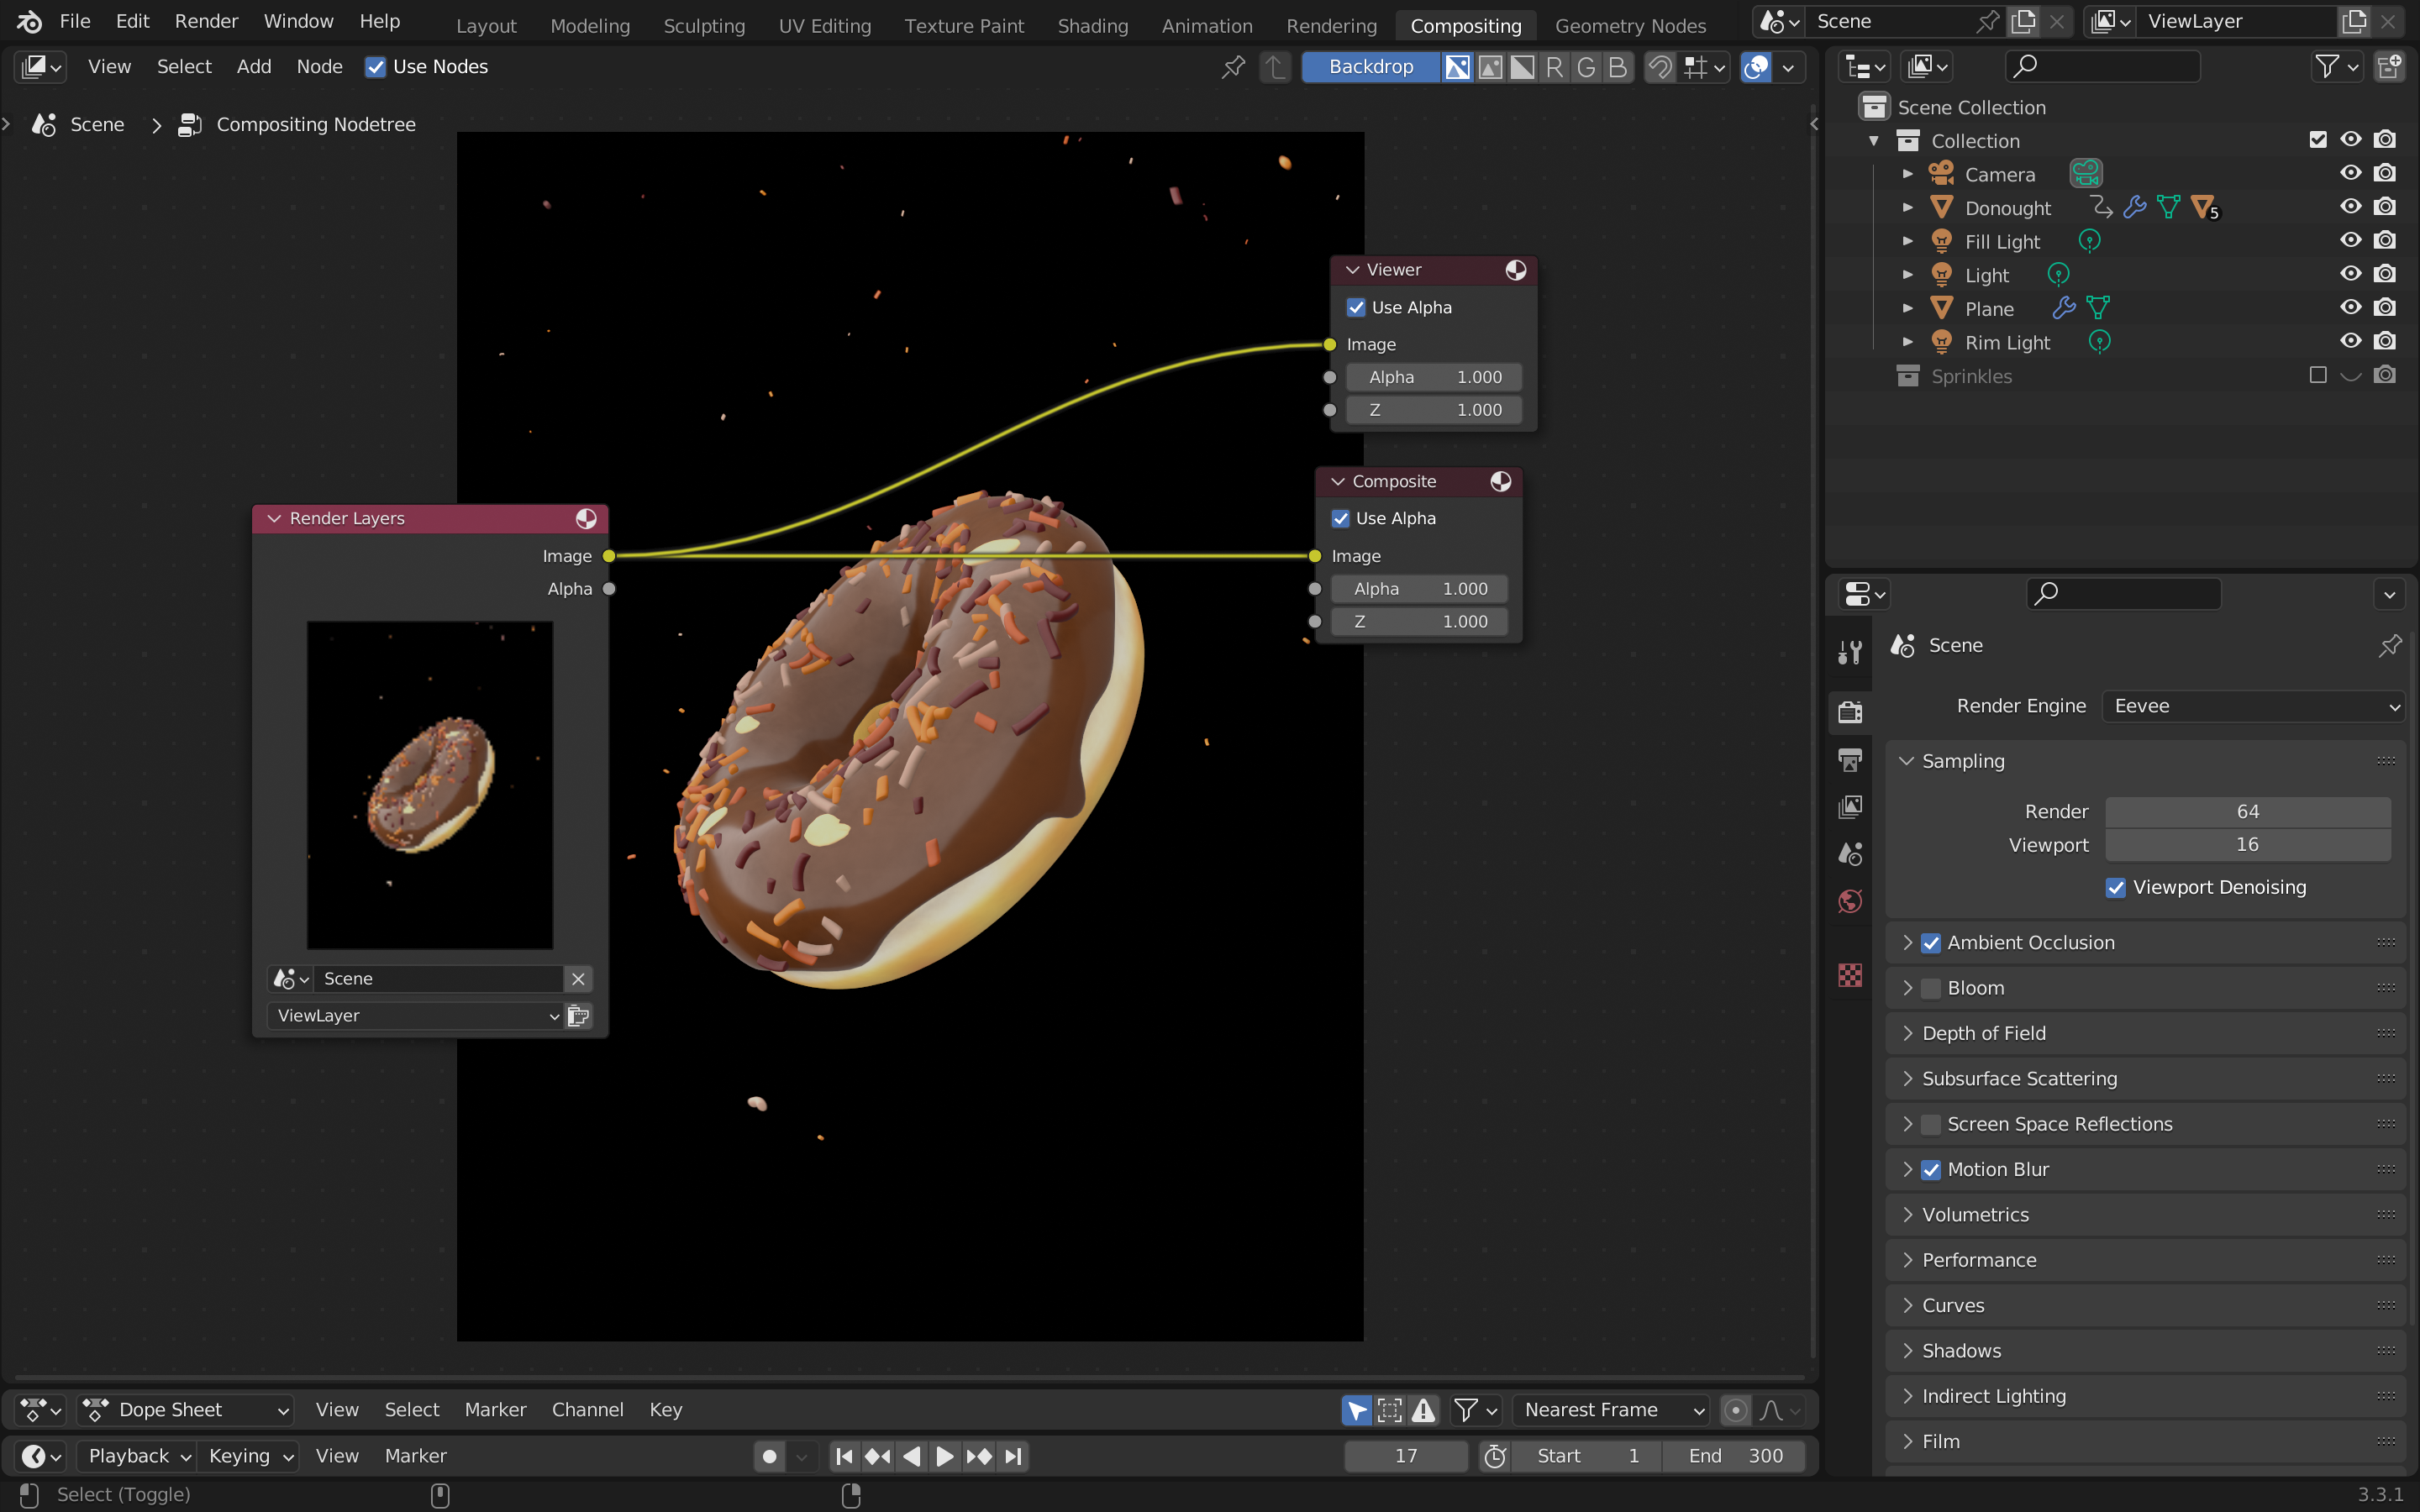 File Edit Render Window Help Layout Modeling Sculpting UV Editing Texture Paint Shading Animation Rendering Compositing Geometry Nodes Scene ViewLayer
View Select Add Node Use Nodes Backdrop R G B
Scene > Compositing Nodetree
Viewer
Use Alpha
Image
Alpha 1.000
Z 1.000
Composite
Use Alpha
Image
Alpha 1.000
Z 1.000
Render Layers
Image
Alpha
Scene
ViewLayer
Scene Collection
Collection
Camera
Donought 5
Fill Light
Light
Plane
Rim Light
Sprinkles
Scene
Render Engine Eevee
Sampling
Render 64
Viewport 16
Viewport Denoising
Ambient Occlusion
Bloom
Depth of Field
Subsurface Scattering
Screen Space Reflections
Motion Blur
Volumetrics
Performance
Curves
Shadows
Indirect Lighting
Film
Dope Sheet View Select Marker Channel Key Nearest Frame
Playback Keying View Marker 17 Start 1 End 300
Select (Toggle) 3.3.1